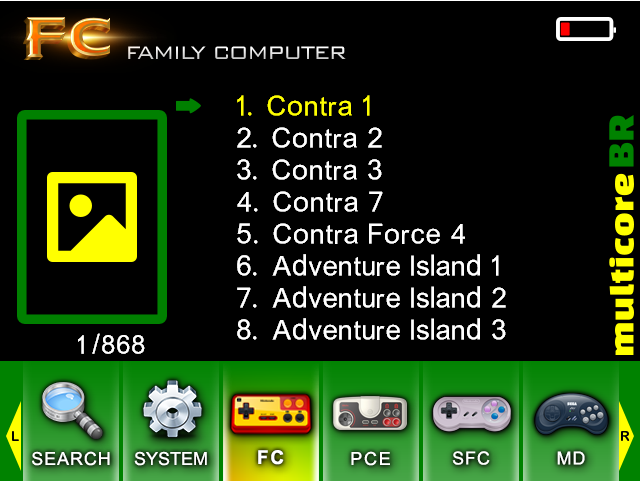 FC FAMILY COMPUTER
1. Contra 1
2. Contra 2
3. Contra 3
4. Contra 7
5. Contra Force 4
6. Adventure Island 1
7. Adventure Island 2
8. Adventure Island 3
1/868
multicoreBR
L
SEARCH
SYSTEM
FC
PCE
SFC
MD
R